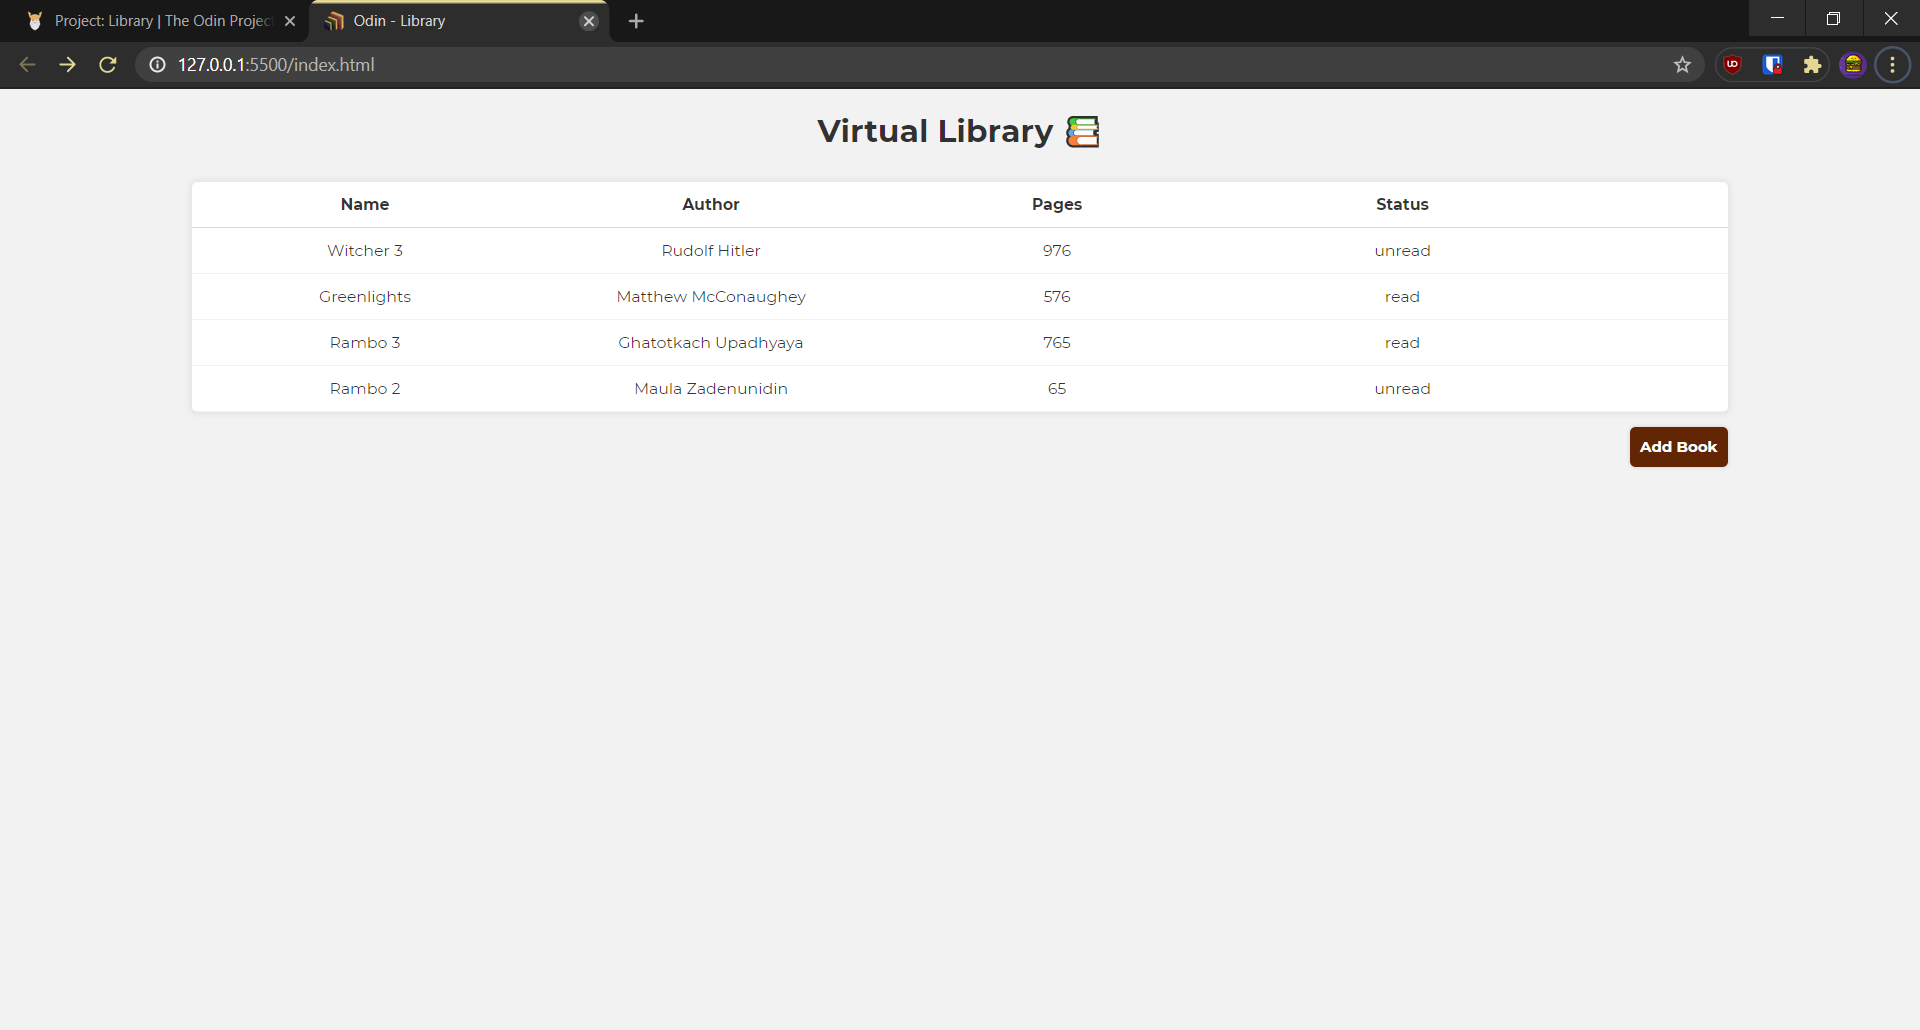 Project: Library | The Odin Projec
Odin - Library
127.0.0.1:5500/index.html
Virtual Library
Name Author Pages Status
Witcher 3 Rudolf Hitler 976 unread
Greenlights Matthew McConaughey 576 read
Rambo 3 Ghatotkach Upadhyaya 765 read
Rambo 2 Maula Zadenunidin 65 unread
Add Book